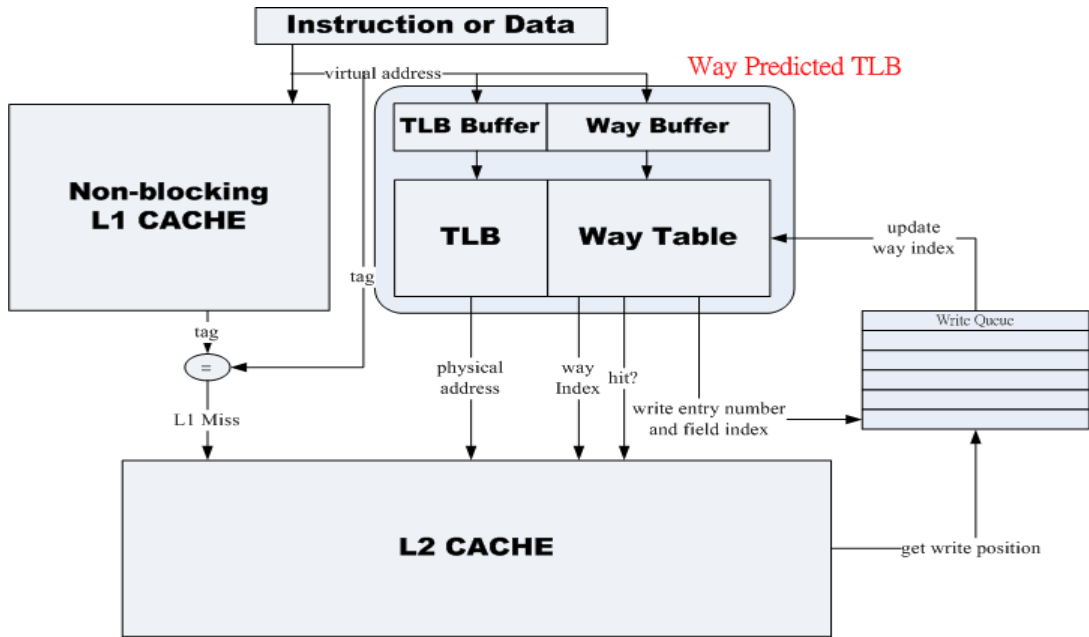 Instruction or Data
virtual address
Way Predicted TLB
TLB Buffer
Way Buffer
Non-blocking
L1 CACHE
TLB
Way Table
update
way index
tag
Write Queue
tag
=
physical
address
way
Index
hit?
write entry number
and field index
L1 Miss
L2 CACHE
get write position